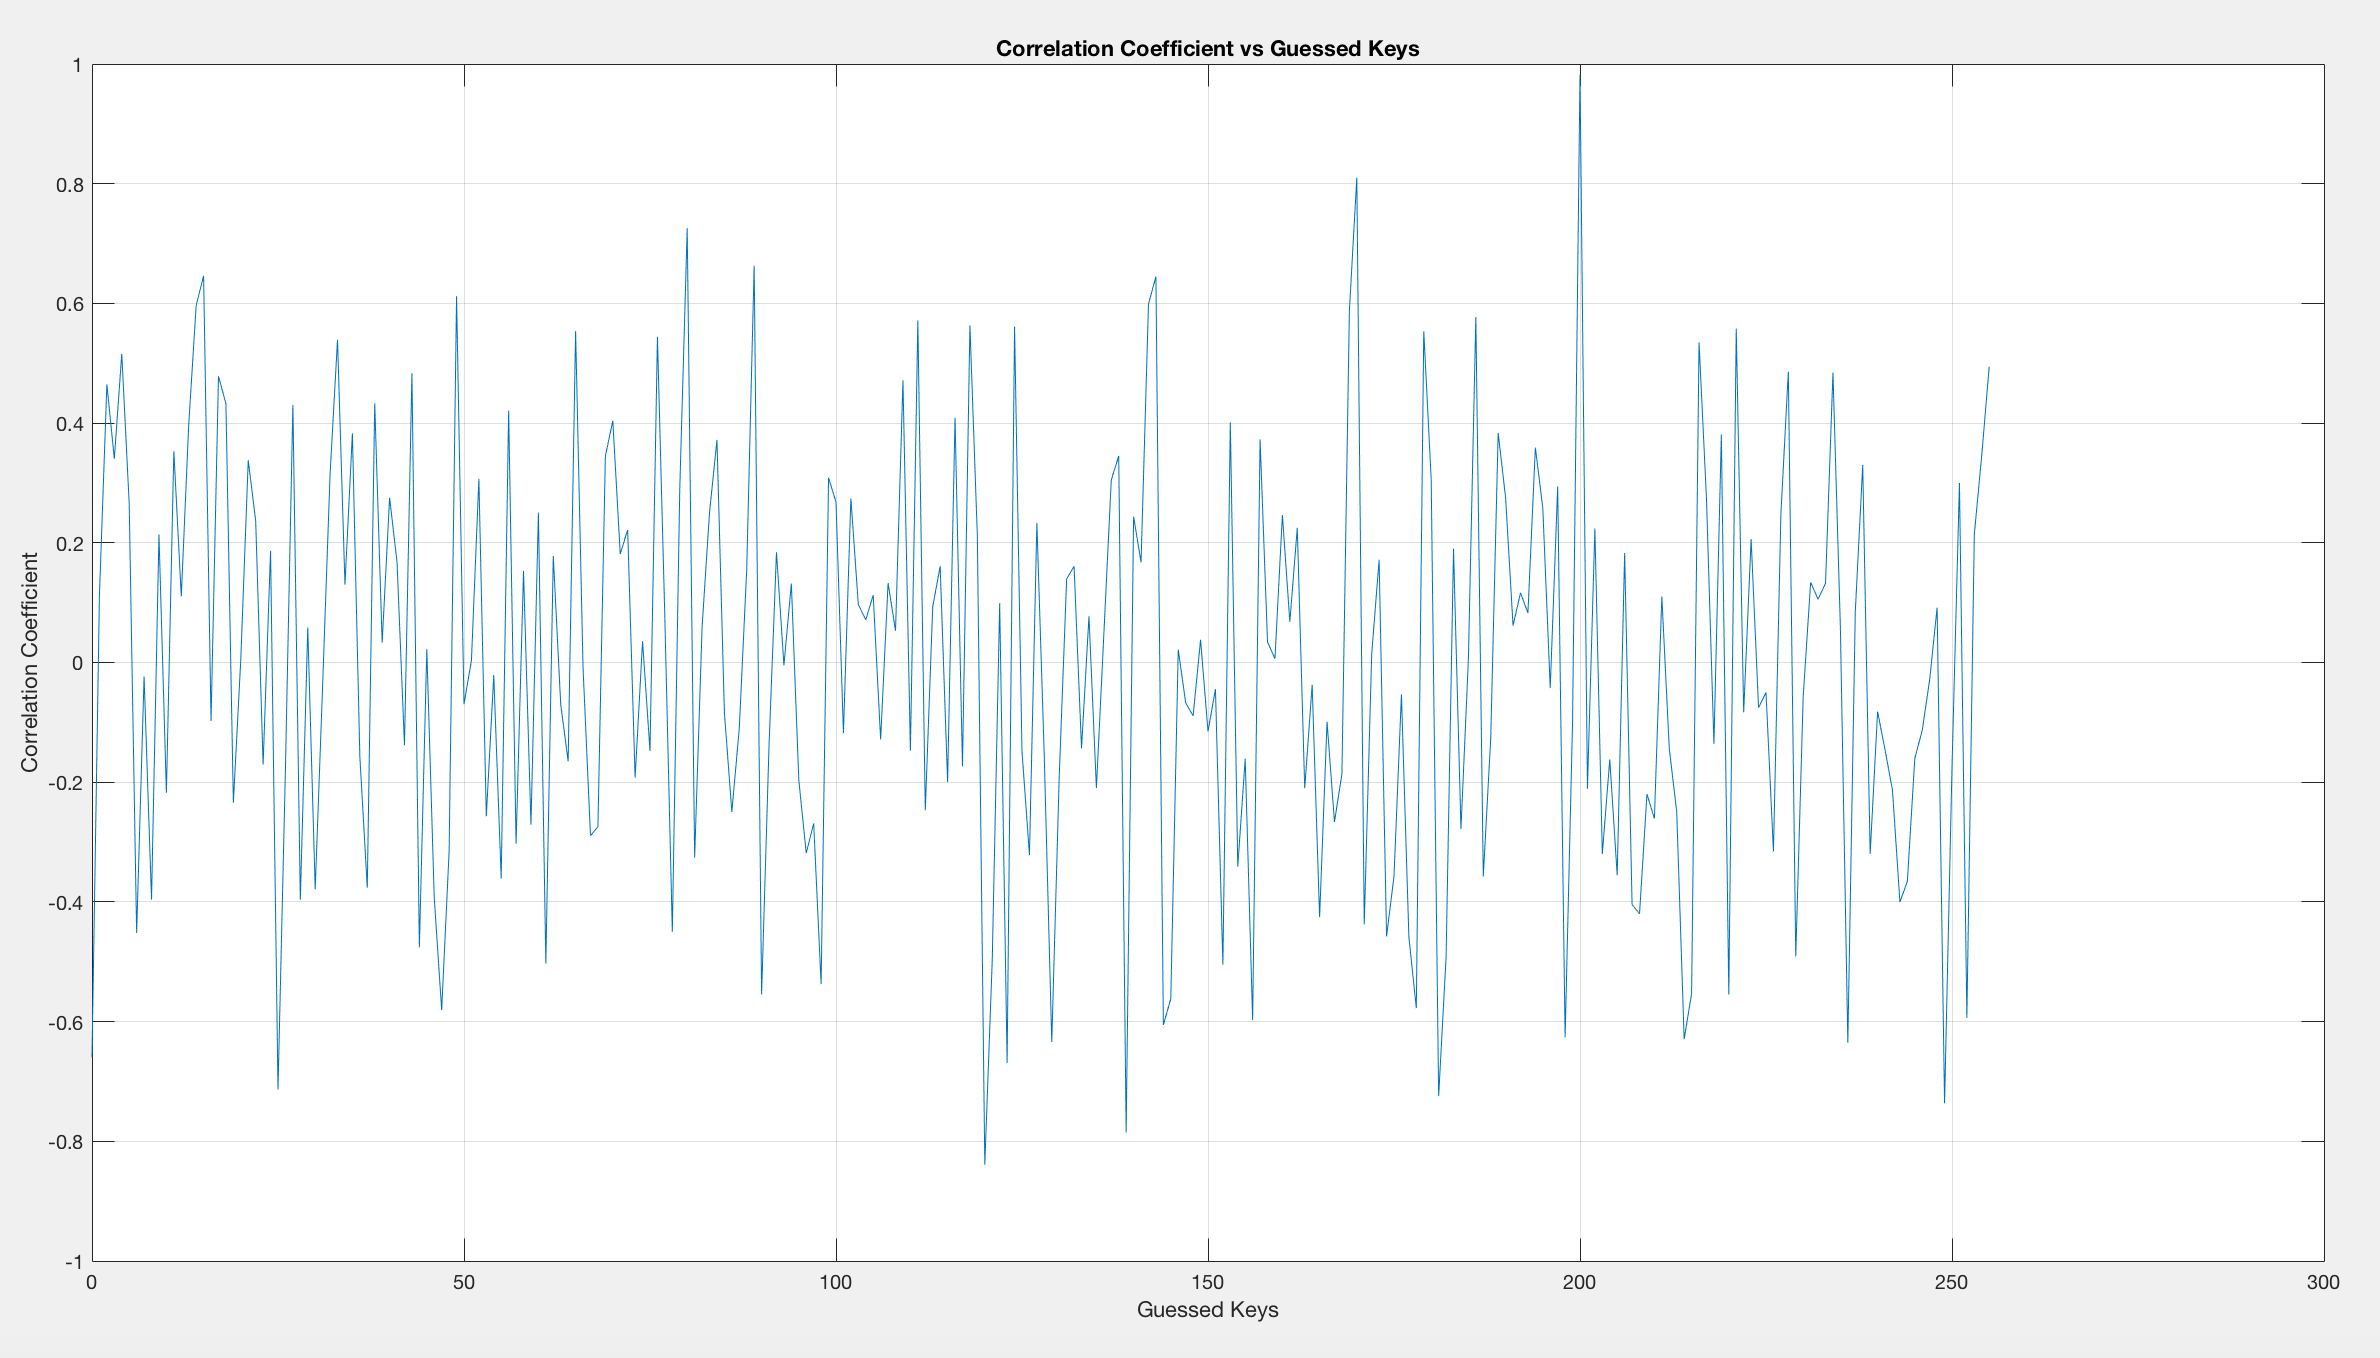 Correlation Coefficient vs Guessed Keys
1
0.8
0.6
0.4
0.2
0
-0.2
-0.4
-0.6
-0.8
-1
Correlation Coefficient
0 50 100 150 200 250 300
Guessed Keys